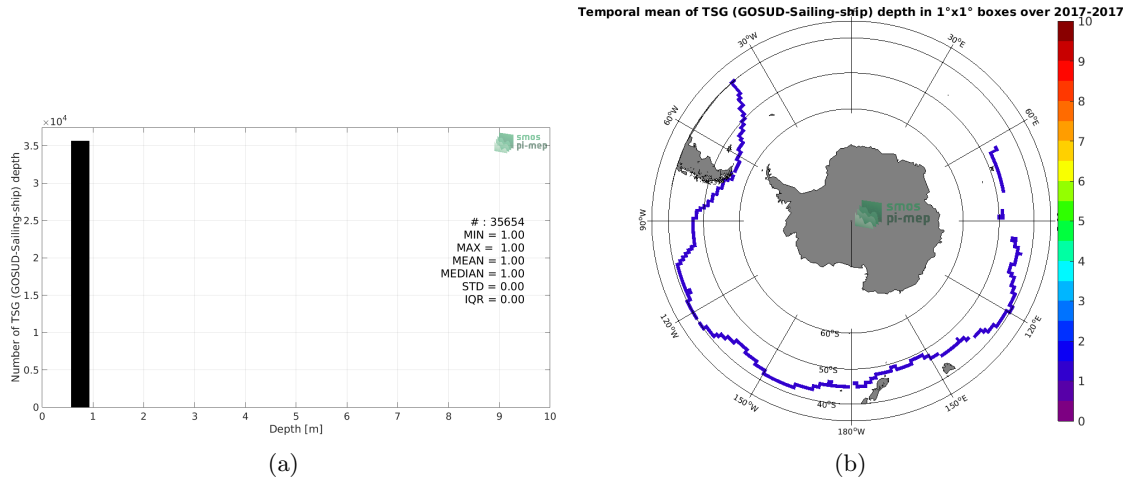 Temporal mean of TSG (GOSUD-Sailing-ship) depth in 1°x1° boxes over 2017-2017
×10⁴
Number of TSG (GOSUD-Sailing-ship) depth
3.5
3
2.5
2
1.5
1
0.5
0
0 1 2 3 4 5 6 7 8 9 10
Depth [m]
smos
pi-mep
# : 35654
MIN = 1.00
MAX = 1.00
MEAN = 1.00
MEDIAN = 1.00
STD = 0.00
IQR = 0.00
(a)
30°W
30°E
60°W
60°E
90°W
120°W
120°E
150°W
150°E
180°W
60°S
50°S
40°S
smos
pi-mep
10
9
8
7
6
5
4
3
2
1
0
(b)